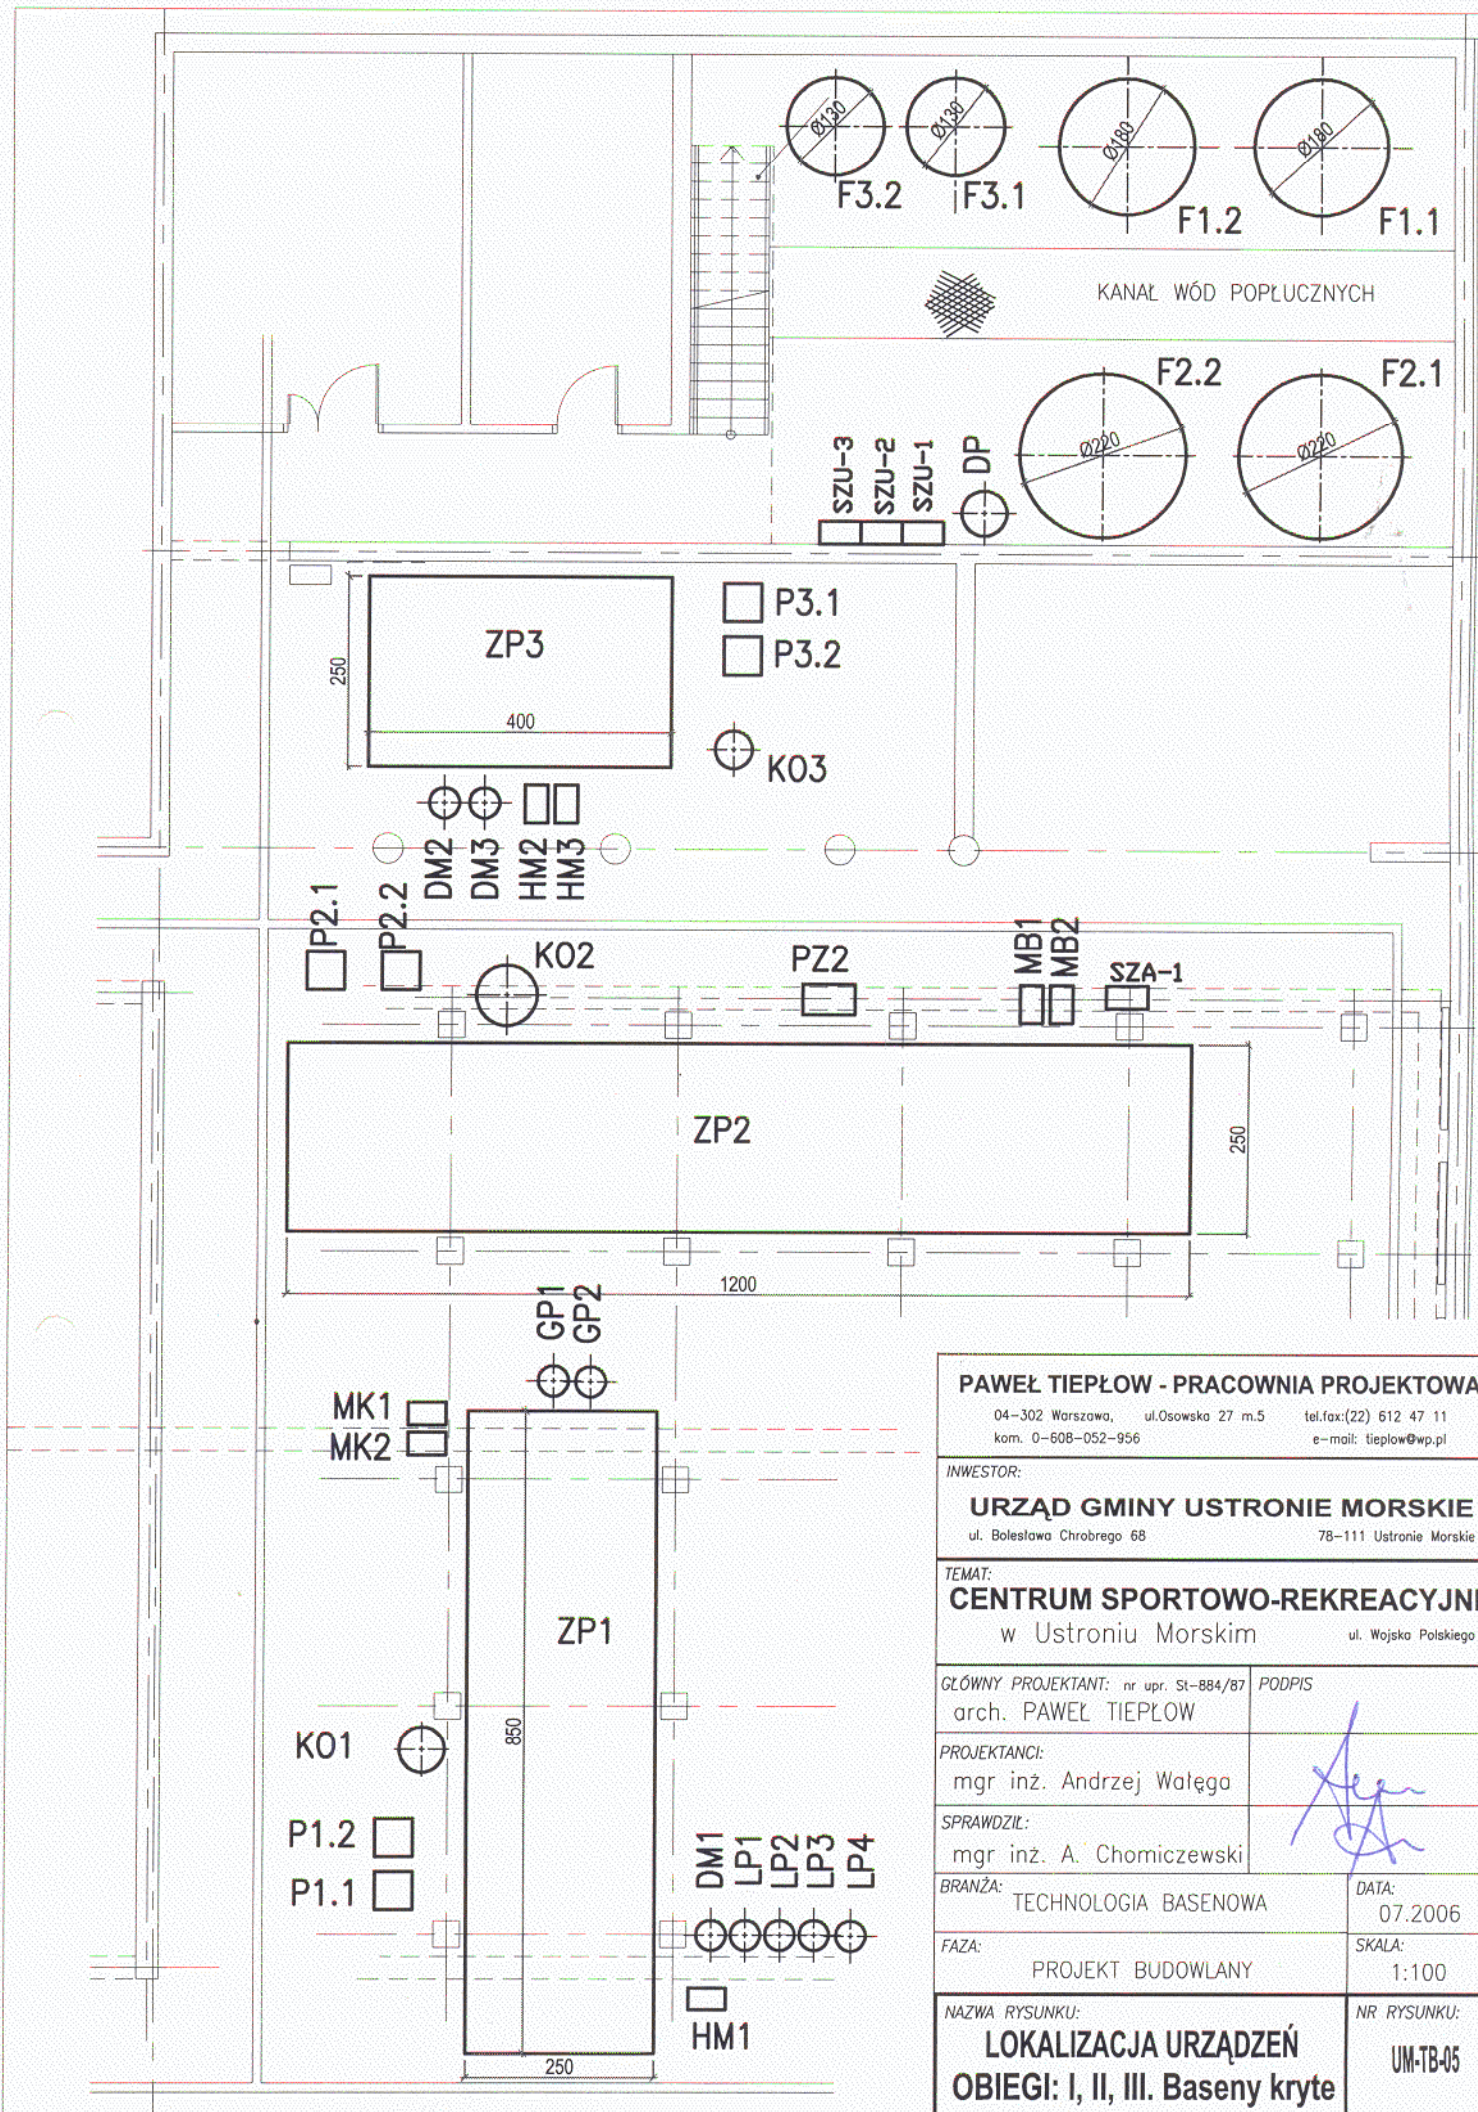 Ø130
Ø130
Ø180
Ø180
F3.2
F3.1
F1.2
F1.1
KANAŁ WÓD POPŁUCZNYCH
F2.2
F2.1
Ø220
Ø220
SZU-3
SZU-2
SZU-1
DP
ZP3
250
400
P3.1
P3.2
KO3
DM2
DM3
HM2
HM3
P2.1
P2.2
KO2
PZ2
MB1
MB2
SZA-1
ZP2
250
1200
GP1
GP2
MK1
MK2
ZP1
850
KO1
P1.2
P1.1
DM1
LP1
LP2
LP3
LP4
HM1
250
PAWEŁ TIEPŁOW - PRACOWNIA PROJEKTOWA
04-302 Warszawa, ul.Osowska 27 m.5 tel.fax:(22) 612 47 11
kom. 0-608-052-956 e-mail: tieplow@wp.pl
INWESTOR:
URZĄD GMINY USTRONIE MORSKIE
ul. Bolesława Chrobrego 68 78-111 Ustronie Morskie
TEMAT:
CENTRUM SPORTOWO-REKREACYJNE
w Ustroniu Morskim ul. Wojska Polskiego
GŁÓWNY PROJEKTANT: nr upr. St-884/87 PODPIS
arch. PAWEŁ TIEPŁOW
PROJEKTANCI:
mgr inż. Andrzej Wałęga
SPRAWDZIŁ:
mgr inż. A. Chomiczewski
BRANŻA: TECHNOLOGIA BASENOWA
DATA: 07.2006
FAZA: PROJEKT BUDOWLANY
SKALA: 1:100
NAZWA RYSUNKU:
LOKALIZACJA URZĄDZEŃ
OBIEGI: I, II, III. Baseny kryte
NR RYSUNKU:
UM-TB-05